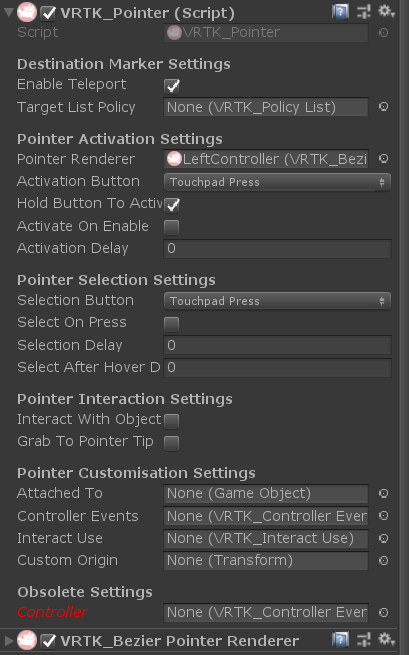 VRTK_Pointer (Script)
Script VRTK_Pointer
Destination Marker Settings
Enable Teleport
Target List Policy None (VRTK_Policy List)
Pointer Activation Settings
Pointer Renderer LeftController (VRTK_Bezi
Activation Button Touchpad Press
Hold Button To Activ
Activate On Enable
Activation Delay 0
Pointer Selection Settings
Selection Button Touchpad Press
Select On Press
Selection Delay 0
Select After Hover D 0
Pointer Interaction Settings
Interact With Object
Grab To Pointer Tip
Pointer Customisation Settings
Attached To None (Game Object)
Controller Events None (VRTK_Controller Ever
Interact Use None (VRTK_Interact Use)
Custom Origin None (Transform)
Obsolete Settings
Controller None (VRTK_Controller Ever
VRTK_Bezier Pointer Renderer